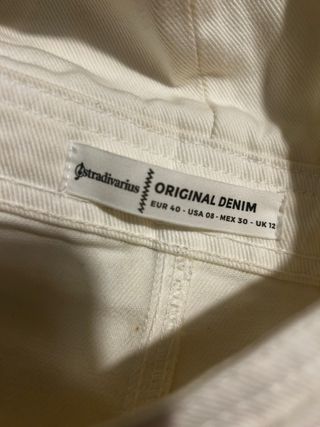 stradivarius
ORIGINAL DENIM
EUR 40 - USA 08 - MEX 30 - UK 12